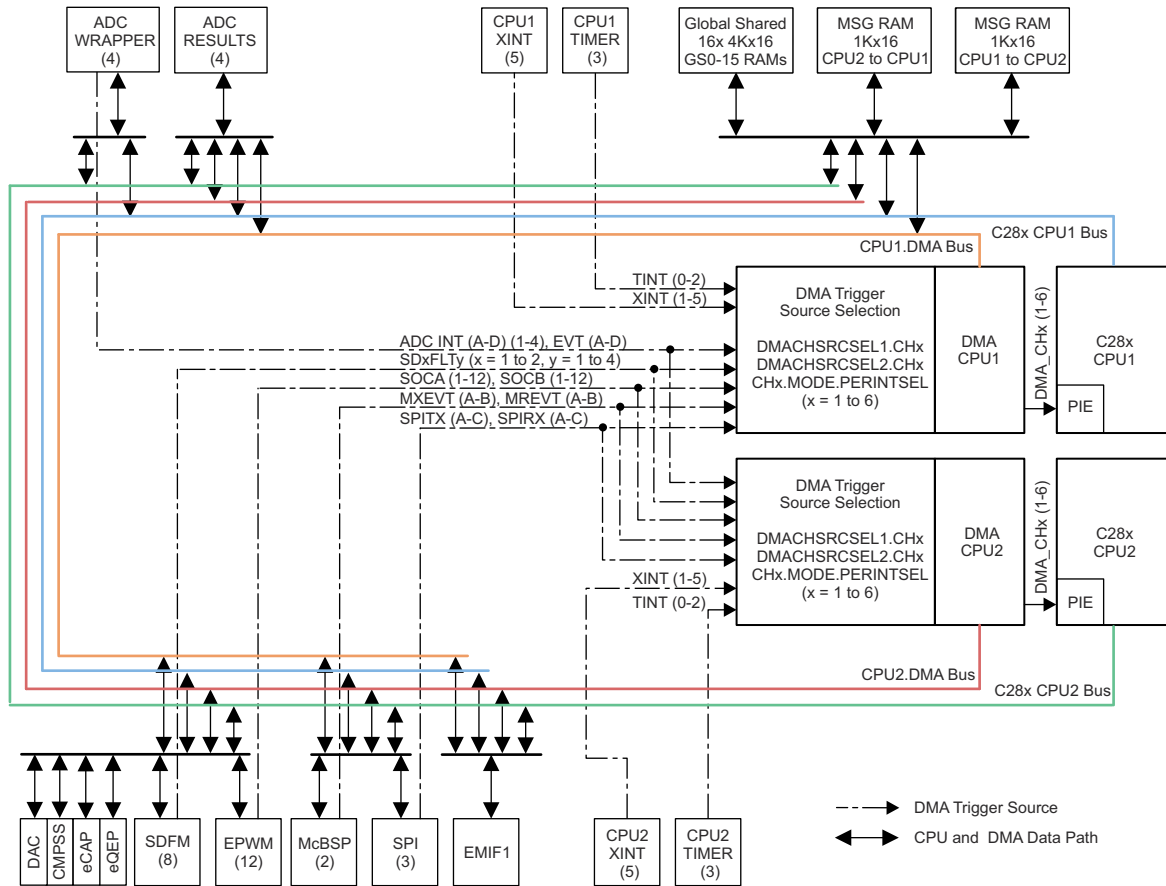 ADC
WRAPPER
(4)
ADC
RESULTS
(4)
CPU1
XINT
(5)
CPU1
TIMER
(3)
Global Shared
16x 4Kx16
GS0-15 RAMs
MSG RAM
1Kx16
CPU2 to CPU1
MSG RAM
1Kx16
CPU1 to CPU2
C28x CPU1 Bus
CPU1.DMA Bus
TINT (0-2)
XINT (1-5)
ADC INT (A-D) (1-4), EVT (A-D)
SDxFLTy (x = 1 to 2, y = 1 to 4)
SOCA (1-12), SOCB (1-12)
MXEVT (A-B), MREVT (A-B)
SPITX (A-C), SPIRX (A-C)
DMA Trigger
Source Selection
DMACHSRCSEL1.CHx
DMACHSRCSEL2.CHx
CHx.MODE.PERINTSEL
(x = 1 to 6)
DMA
CPU1
DMA_CHx (1-6)
C28x
CPU1
PIE
DMA Trigger
Source Selection
DMACHSRCSEL1.CHx
DMACHSRCSEL2.CHx
CHx.MODE.PERINTSEL
(x = 1 to 6)
DMA
CPU2
DMA_CHx (1-6)
C28x
CPU2
PIE
XINT (1-5)
TINT (0-2)
CPU2.DMA Bus
C28x CPU2 Bus
DAC
CMPSS
eCAP
eQEP
SDFM
(8)
EPWM
(12)
McBSP
(2)
SPI
(3)
EMIF1
CPU2
XINT
(5)
CPU2
TIMER
(3)
DMA Trigger Source
CPU and DMA Data Path